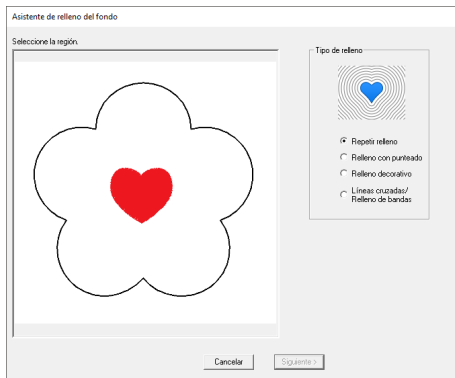 Asistente de relleno del fondo
Seleccione la región.
Tipo de relleno
Repetir relleno
Relleno con punteado
Relleno decorativo
Líneas cruzadas/
Relleno de bandas
Cancelar
Siguiente >